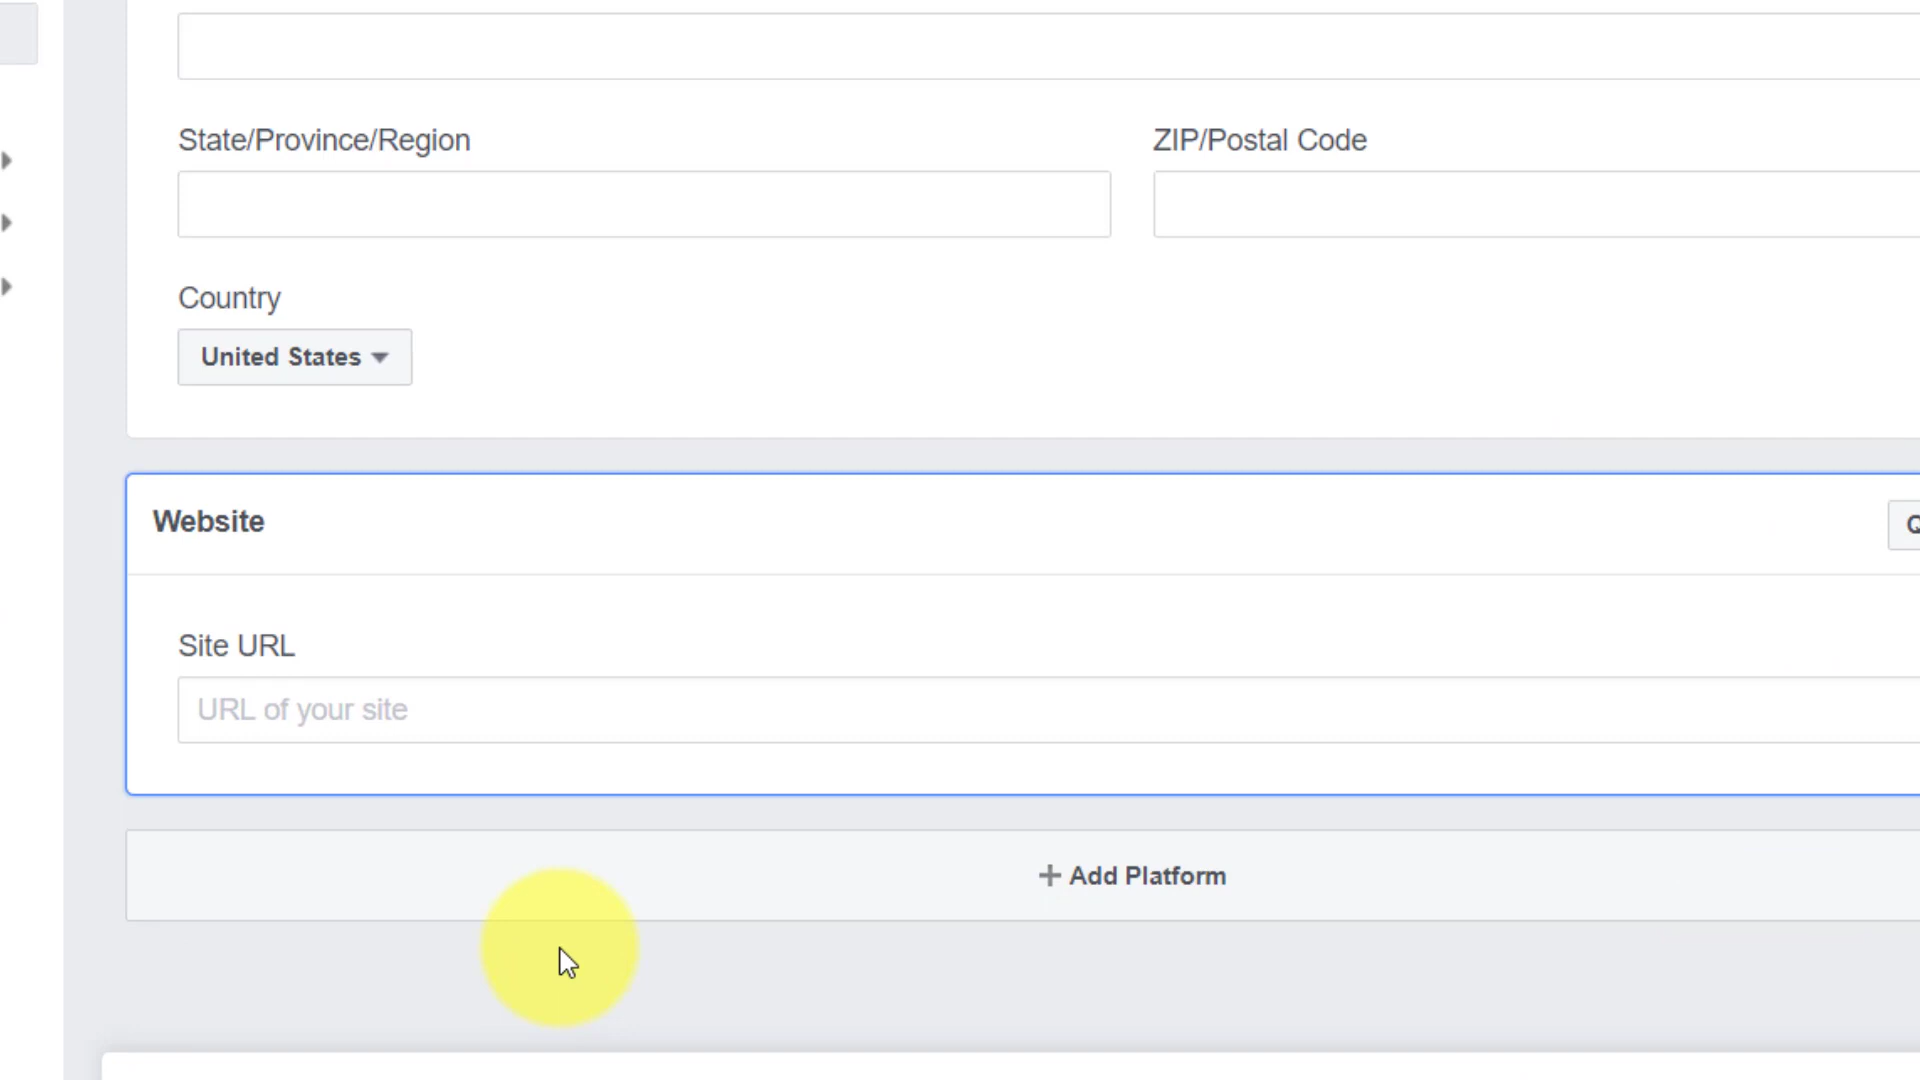 State/Province/Region
ZIP/Postal Code
Country
United States
Website
Site URL
URL of your site
Add Platform